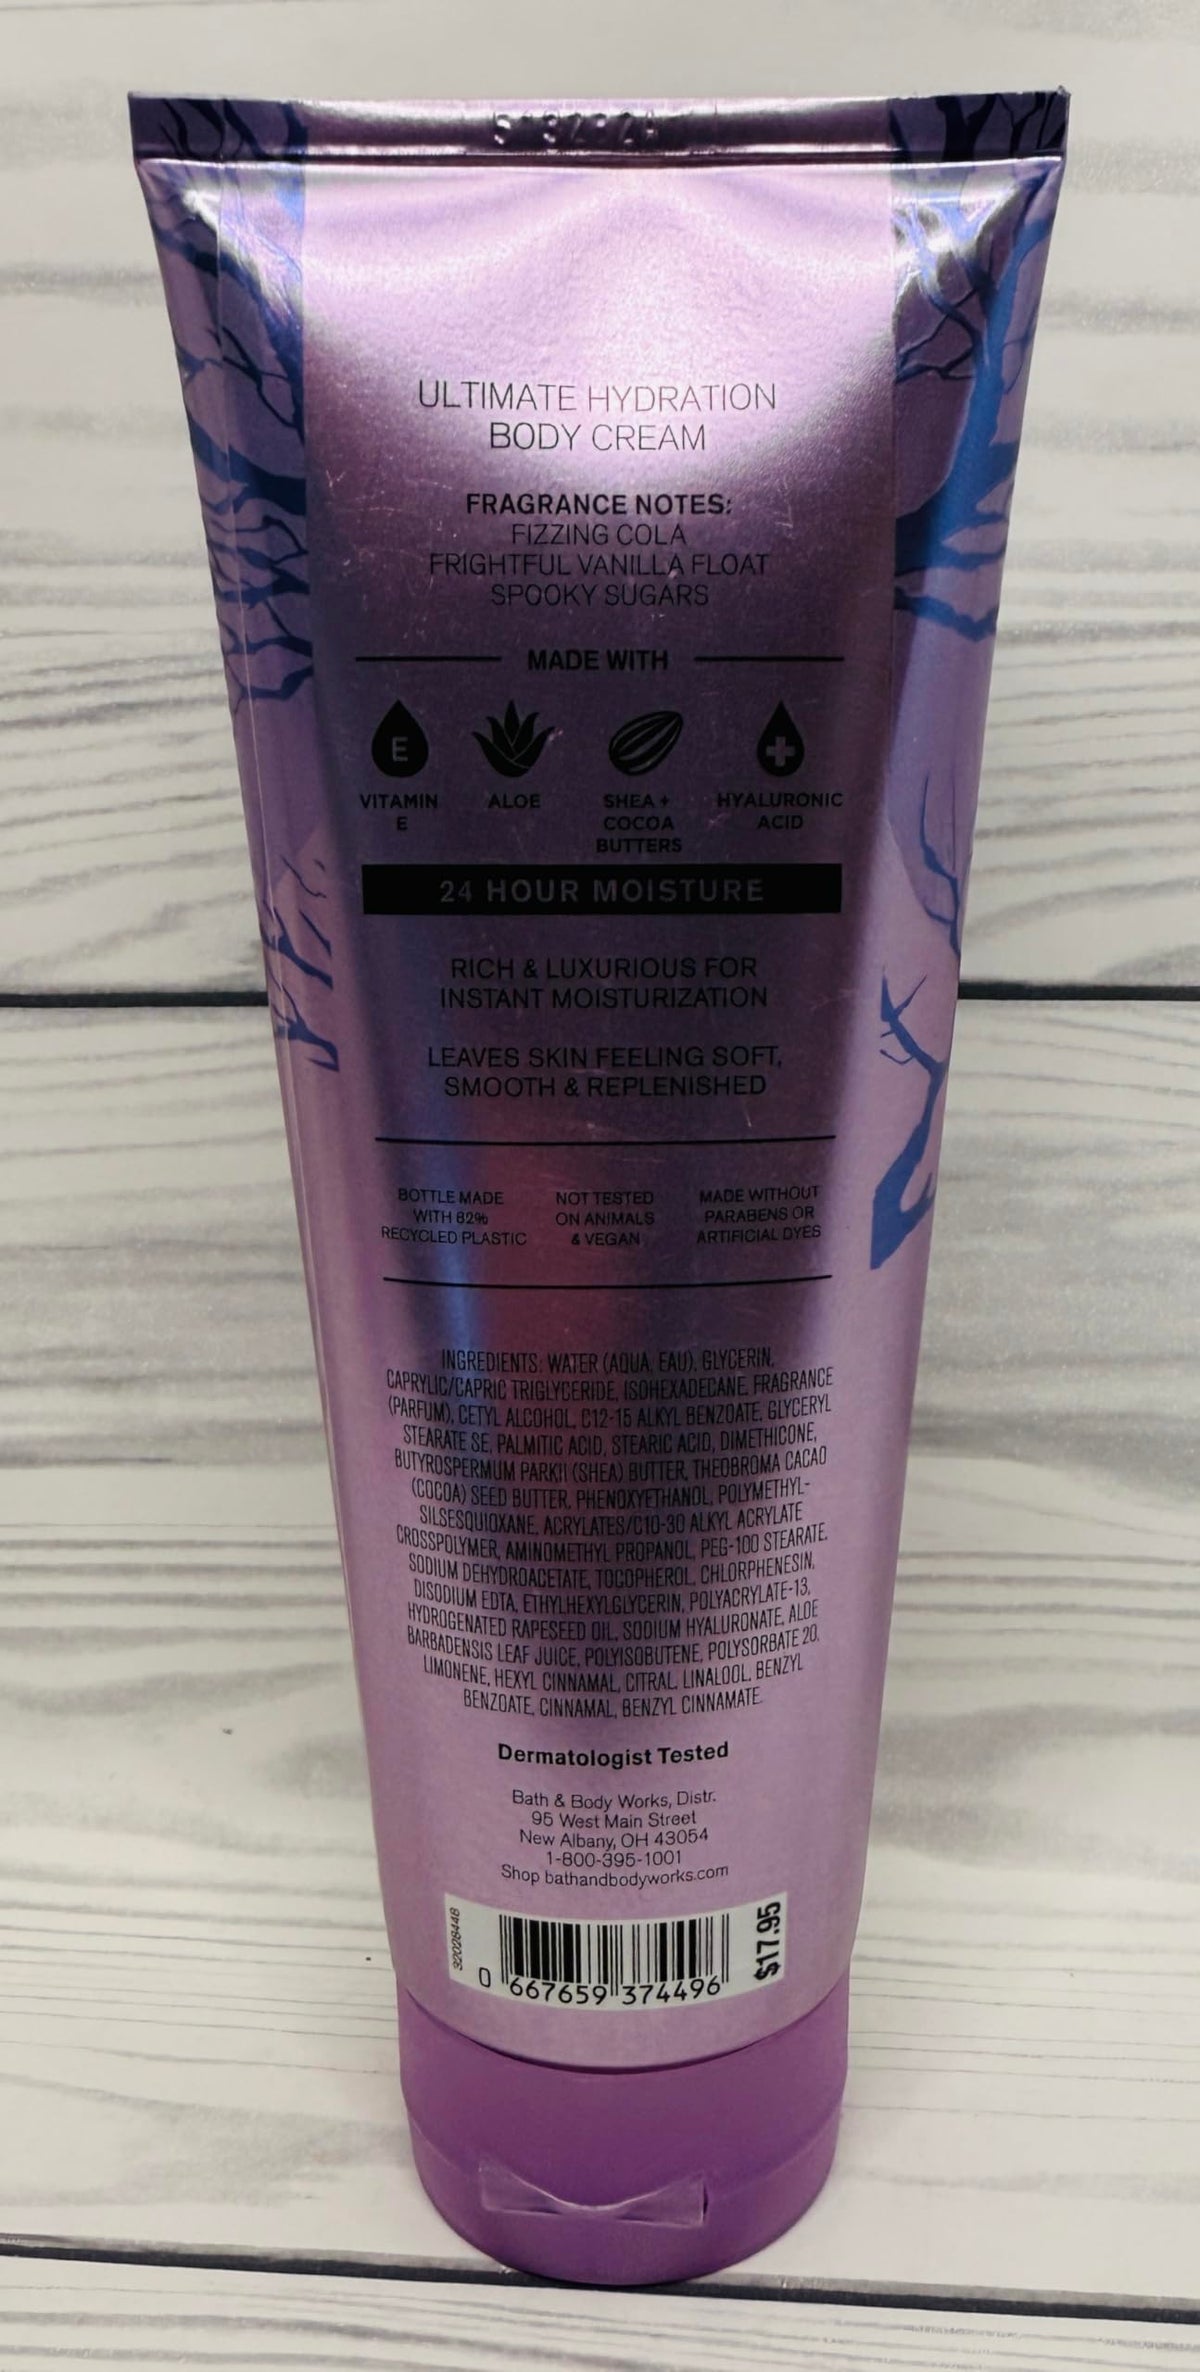 ULTIMATE HYDRATION
BODY CREAM
FRAGRANCE NOTES:
FIZZING COLA
FRIGHTFUL VANILLA FLOAT
SPOOKY SUGARS
MADE WITH
E
VITAMIN
E
ALOE
SHEA +
COCOA
BUTTERS
HYALURONIC
ACID
24 HOUR MOISTURE
RICH & LUXURIOUS FOR
INSTANT MOISTURIZATION
LEAVES SKIN FEELING SOFT,
SMOOTH & REPLENISHED
BOTTLE MADE
WITH 82%
RECYCLED PLASTIC
NOT TESTED
ON ANIMALS
& VEGAN
MADE WITHOUT
PARABENS OR
ARTIFICIAL DYES
INGREDIENTS: WATER (AQUA, EAU), GLYCERIN,
CAPRYLIC/CAPRIC TRIGLYCERIDE, ISOHEXADECANE, FRAGRANCE
(PARFUM), CETYL ALCOHOL, C12-15 ALKYL BENZOATE, GLYCERYL
STEARATE SE, PALMITIC ACID, STEARIC ACID, DIMETHICONE,
BUTYROSPERMUM PARKII (SHEA) BUTTER, THEOBROMA CACAO
(COCOA) SEED BUTTER, PHENOXYETHANOL, POLYMETHYL-
SILSESQUIOXANE, ACRYLATES/C10-30 ALKYL ACRYLATE
CROSSPOLYMER, AMINOMETHYL PROPANOL, PEG-100 STEARATE,
SODIUM DEHYDROACETATE, TOCOPHEROL, CHLORPHENESIN,
DISODIUM EDTA, ETHYLHEXYLGLYCERIN, POLYACRYLATE-13,
HYDROGENATED RAPESEED OIL, SODIUM HYALURONATE, ALOE
BARBADENSIS LEAF JUICE, POLYISOBUTENE, POLYSORBATE 20,
LIMONENE, HEXYL CINNAMAL, CITRAL, LINALOOL, BENZYL
BENZOATE, CINNAMAL, BENZYL CINNAMATE.
Dermatologist Tested
Bath & Body Works, Distr.
95 West Main Street
New Albany, OH 43054
1-800-395-1001
Shop bathandbodyworks.com
32028448
0 667659 374496
$17.95